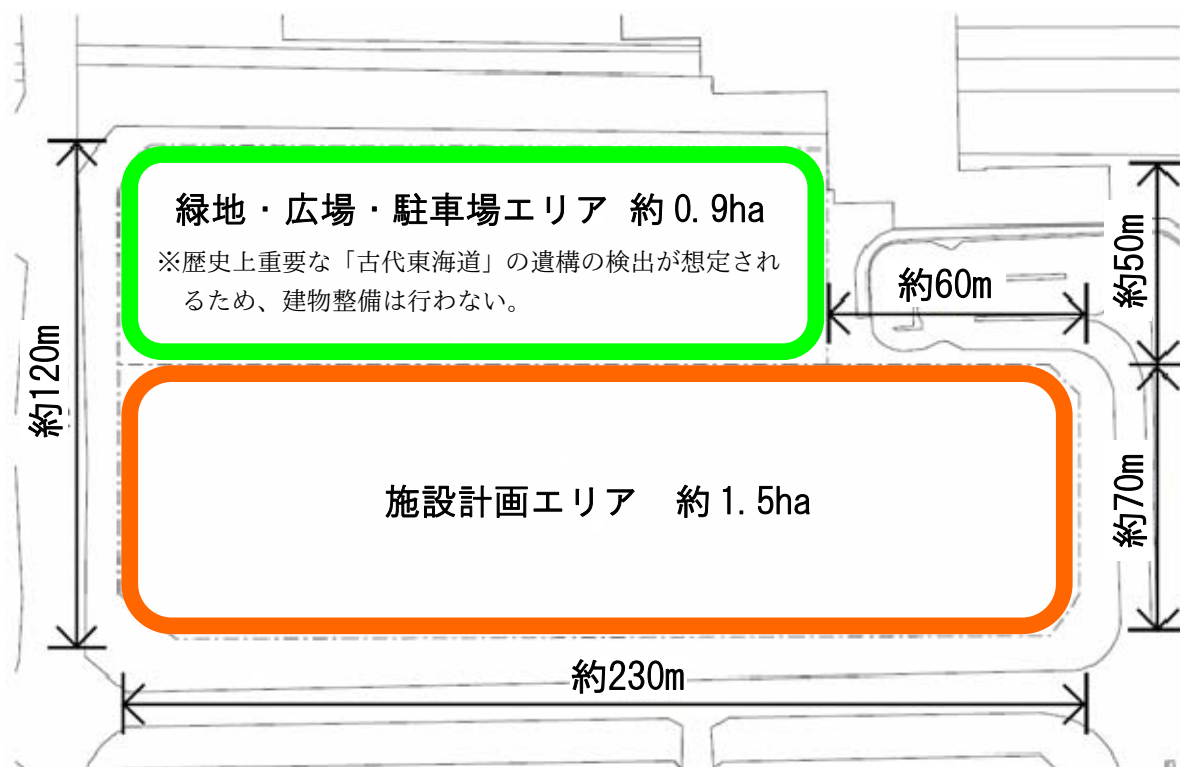 緑地・広場・駐車場エリア 約0.9ha
※歴史上重要な「古代東海道」の遺構の検出が想定され
るため、建物整備は行わない。
約50m
約60m
約120m
施設計画エリア 約1.5ha
約70m
約230m